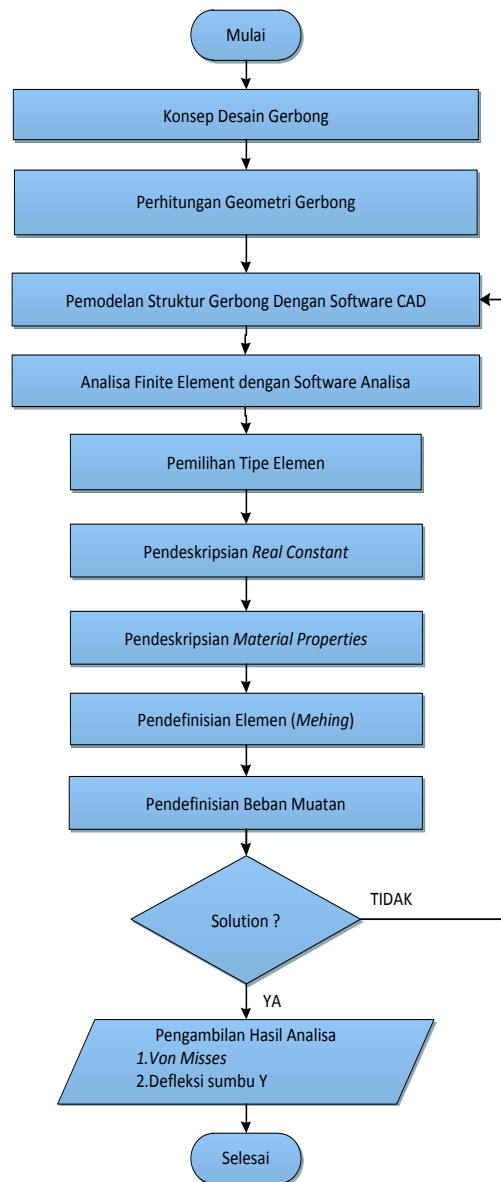 Mulai
Konsep Desain Gerbong
Perhitungan Geometri Gerbong
Pemodelan Struktur Gerbong Dengan Software CAD
Analisa Finite Element dengan Software Analisa
Pemilihan Tipe Elemen
Pendeskripsian Real Constant
Pendeskripsian Material Properties
Pendefinisian Elemen (Mehing)
Pendefinisian Beban Muatan
Solution ?
TIDAK
YA
Pengambilan Hasil Analisa
1.Von Misses
2.Defleksi sumbu Y
Selesai